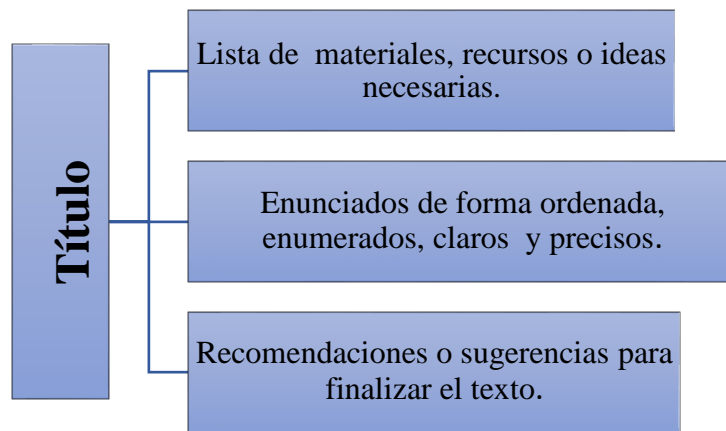 Título
Lista de materiales, recursos o ideas
necesarias.
Enunciados de forma ordenada,
enumerados, claros y precisos.
Recomendaciones o sugerencias para
finalizar el texto.